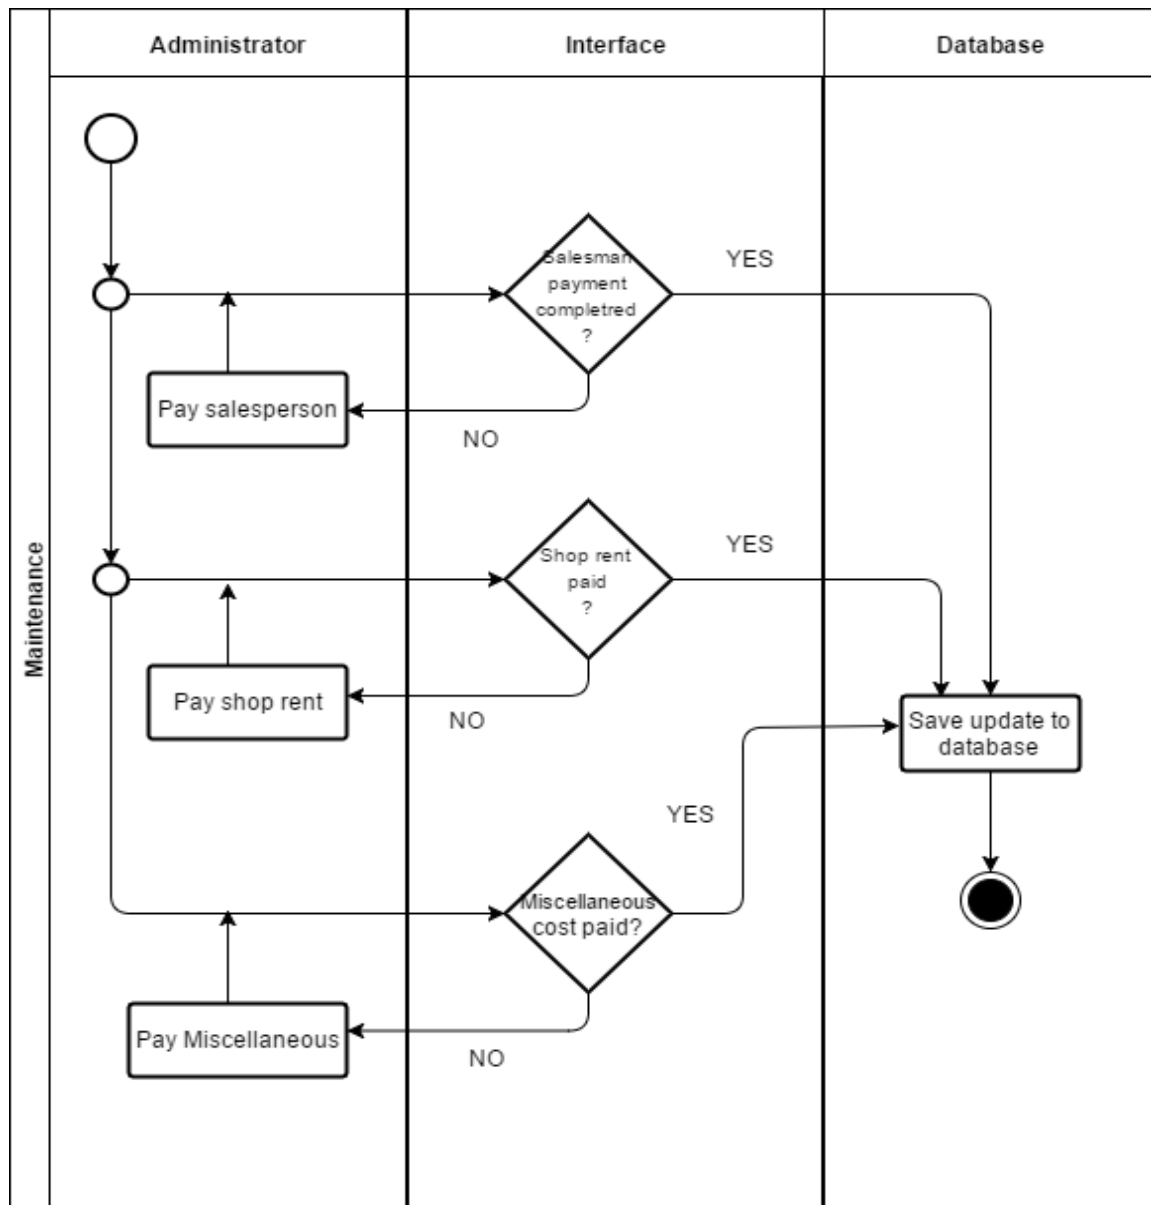 Administrator
Interface
Database
Maintenance
Salesman
payment
completred
?
YES
Pay salesperson
NO
Shop rent
paid
?
YES
Pay shop rent
NO
Save update to
database
YES
Miscellaneous
cost paid?
Pay Miscellaneous
NO